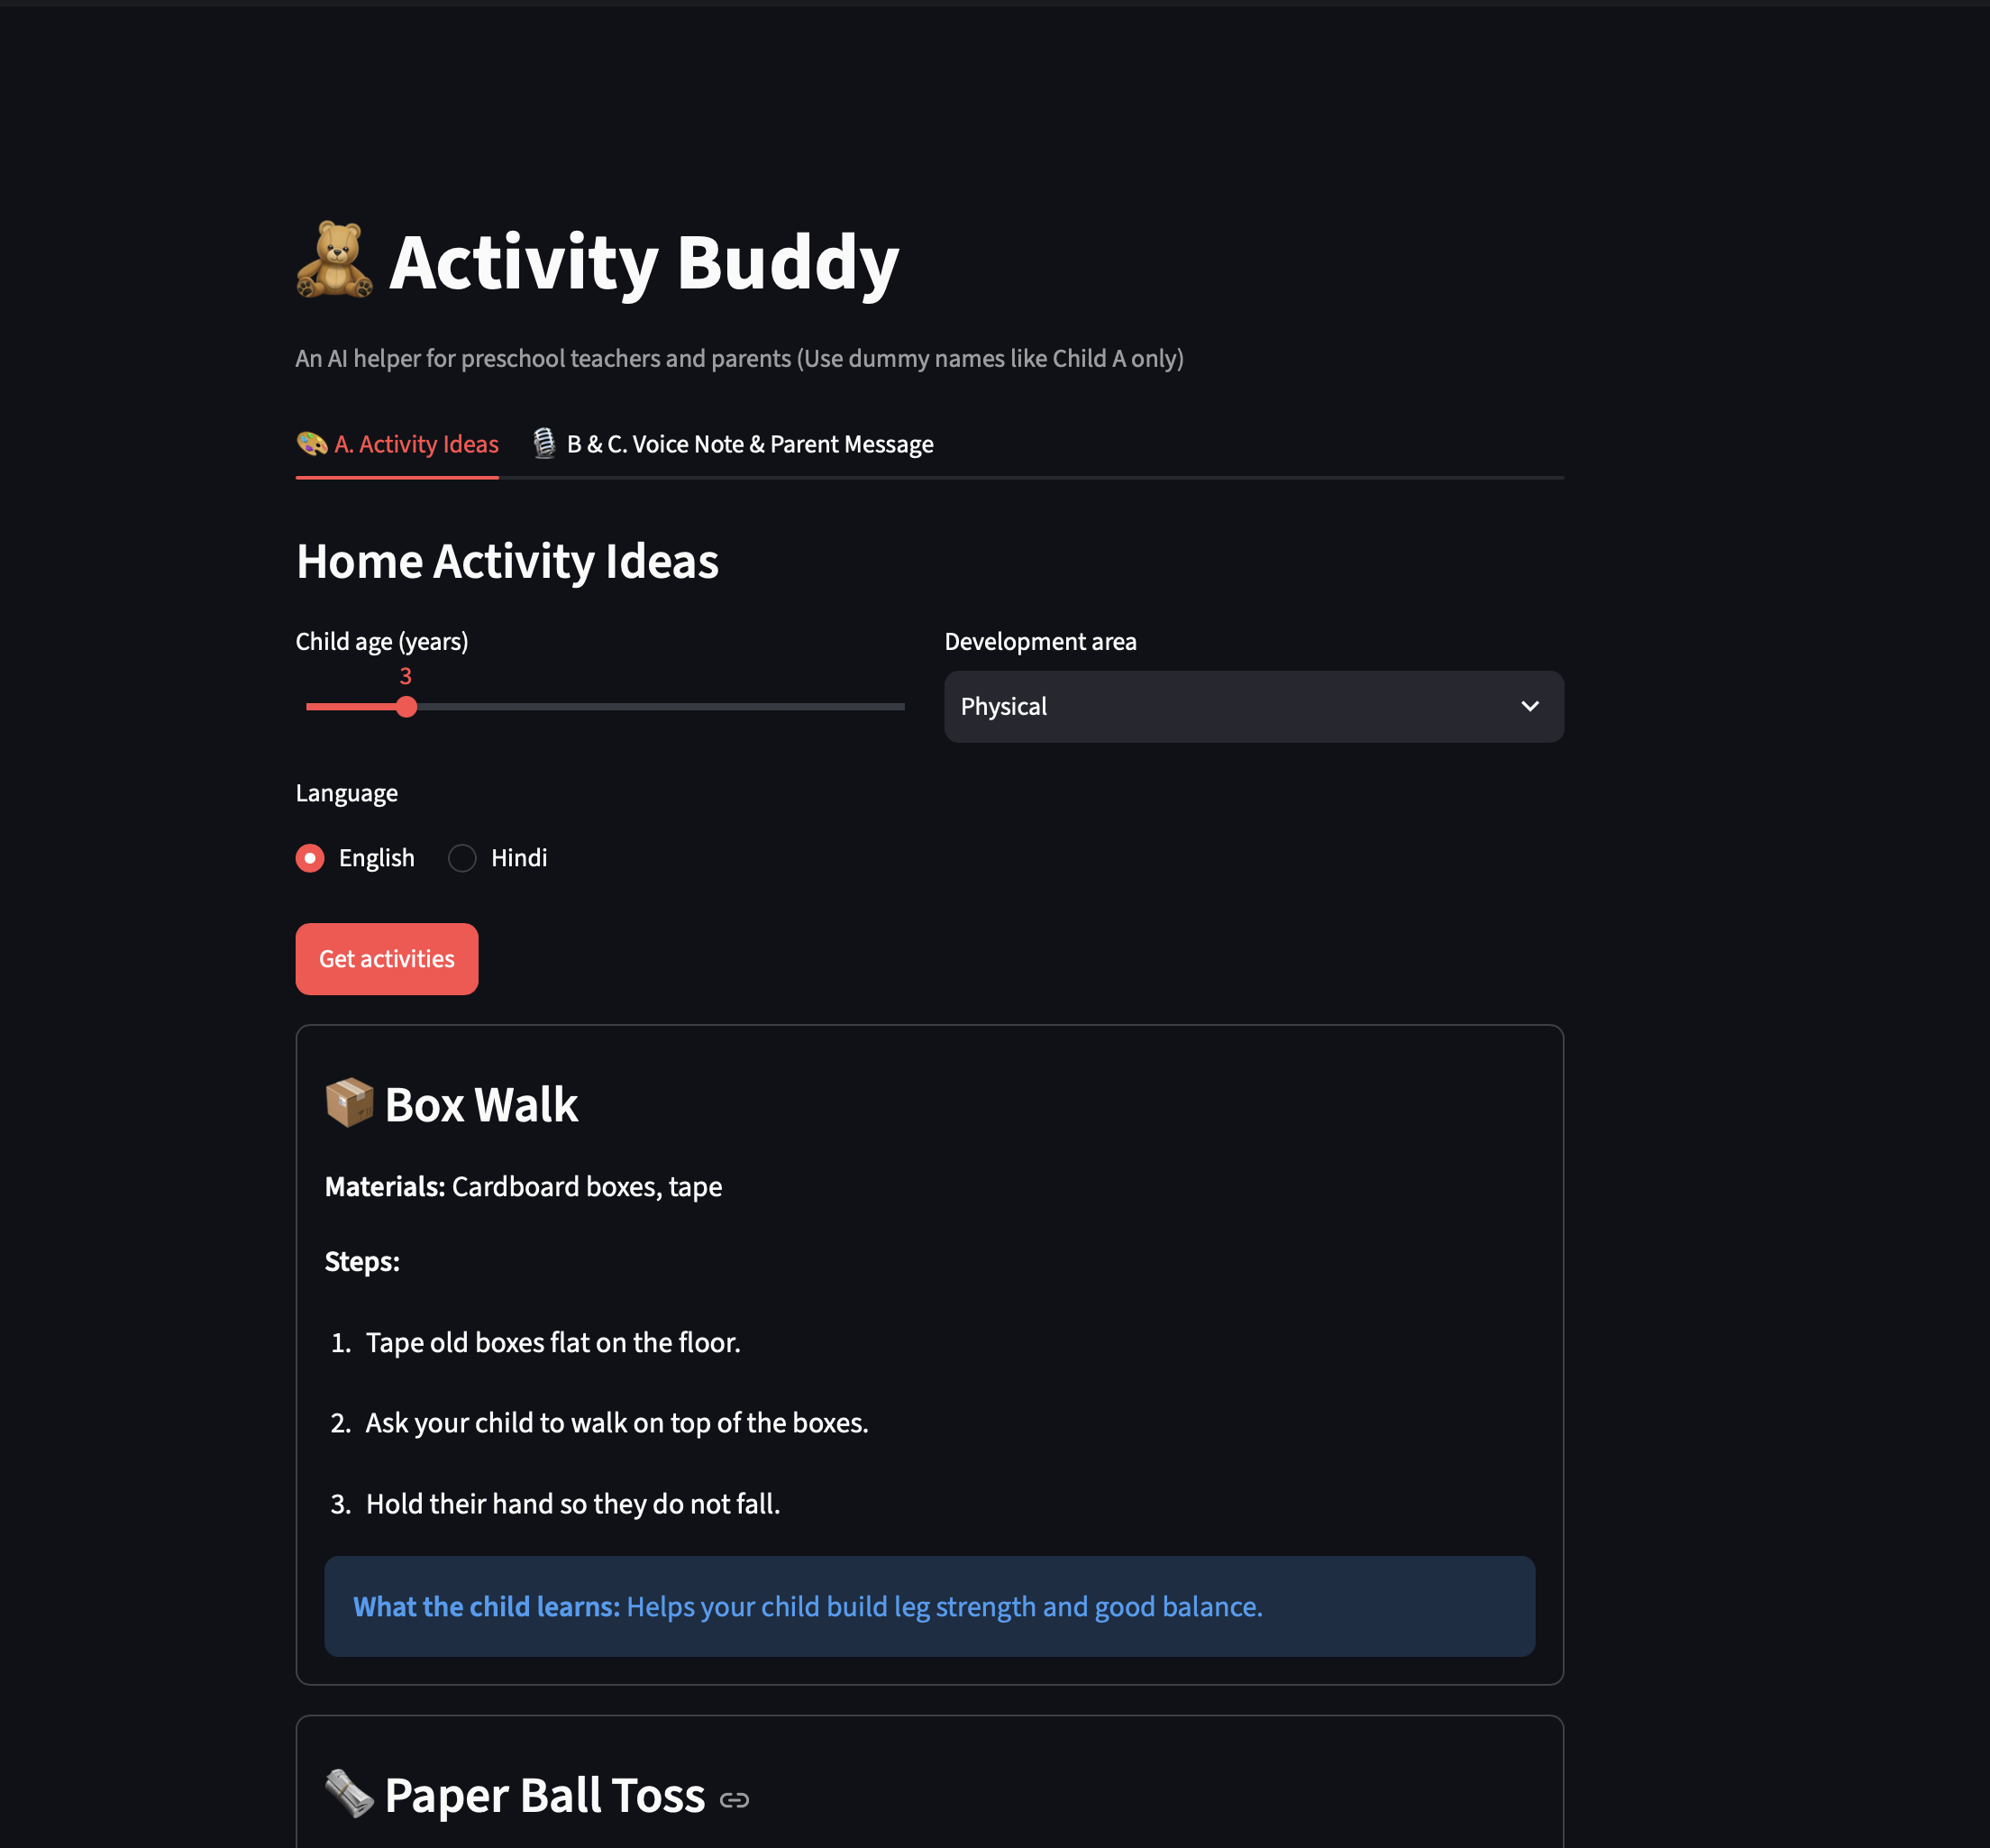 Activity Buddy
An AI helper for preschool teachers and parents (Use dummy names like Child A only)
A. Activity Ideas
B & C. Voice Note & Parent Message
Home Activity Ideas
Child age (years)
3
Development area
Physical
Language
English
Hindi
Get activities
Box Walk
Materials: Cardboard boxes, tape
Steps:
1. Tape old boxes flat on the floor.
2. Ask your child to walk on top of the boxes.
3. Hold their hand so they do not fall.
What the child learns: Helps your child build leg strength and good balance.
Paper Ball Toss